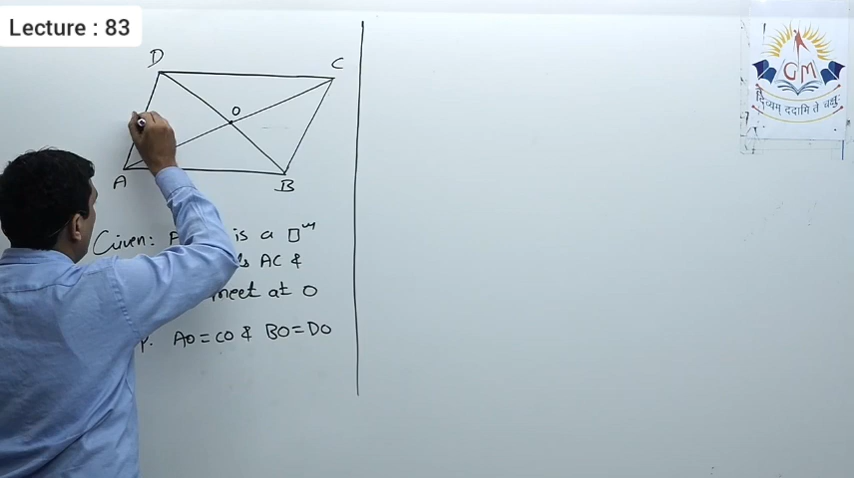 Lecture : 83
D
C
O
A
B
GM
दिव्यम् ददामि ते चक्षुः
Given: is a
AC &
meet at O
AO = CO & BO = DO